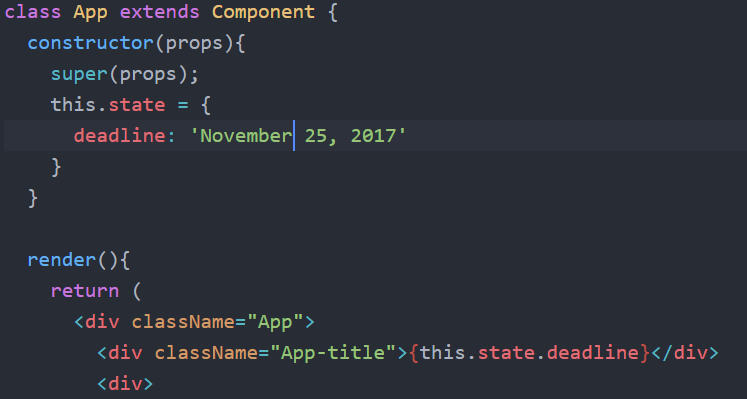 class App extends Component {
constructor(props){
super(props);
this.state = {
deadline: 'November 25, 2017'
}
}
render(){
return (
<div className="App">
<div className="App-title">{this.state.deadline}</div>
<div>